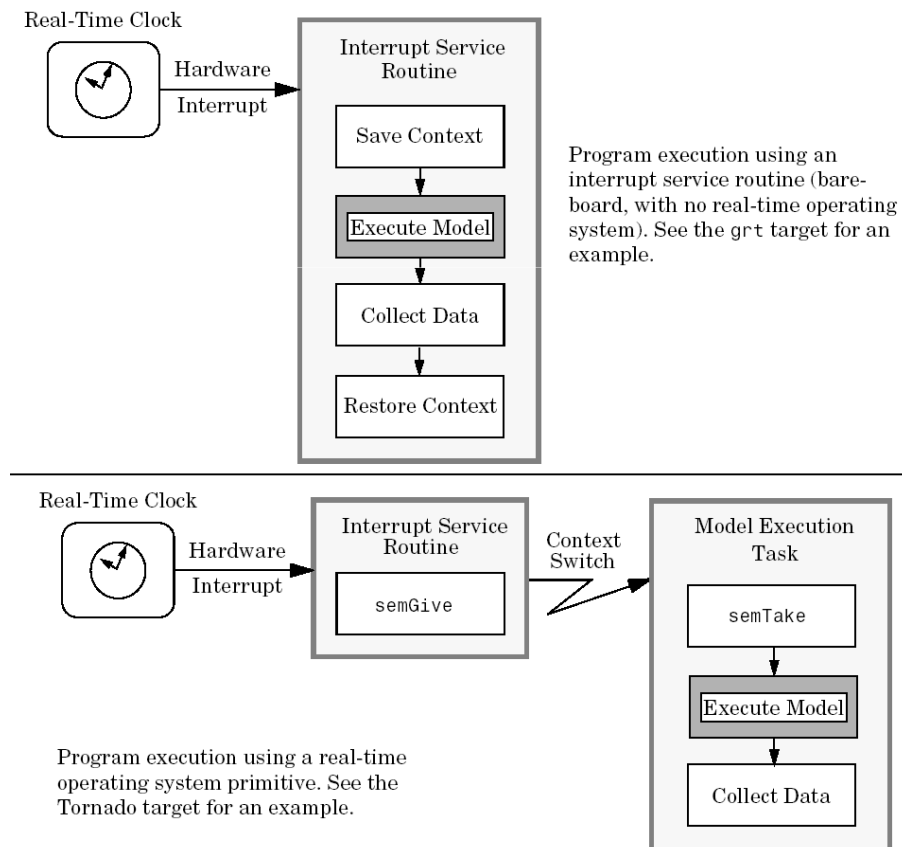 Real-Time Clock
Hardware
Interrupt
Interrupt Service
Routine
Save Context
Execute Model
Collect Data
Restore Context
Program execution using an
interrupt service routine (bare-
board, with no real-time operating
system). See the grt target for an
example.
Real-Time Clock
Hardware
Interrupt
Interrupt Service
Routine
semGive
Context
Switch
Model Execution
Task
semTake
Execute Model
Collect Data
Program execution using a real-time
operating system primitive. See the
Tornado target for an example.